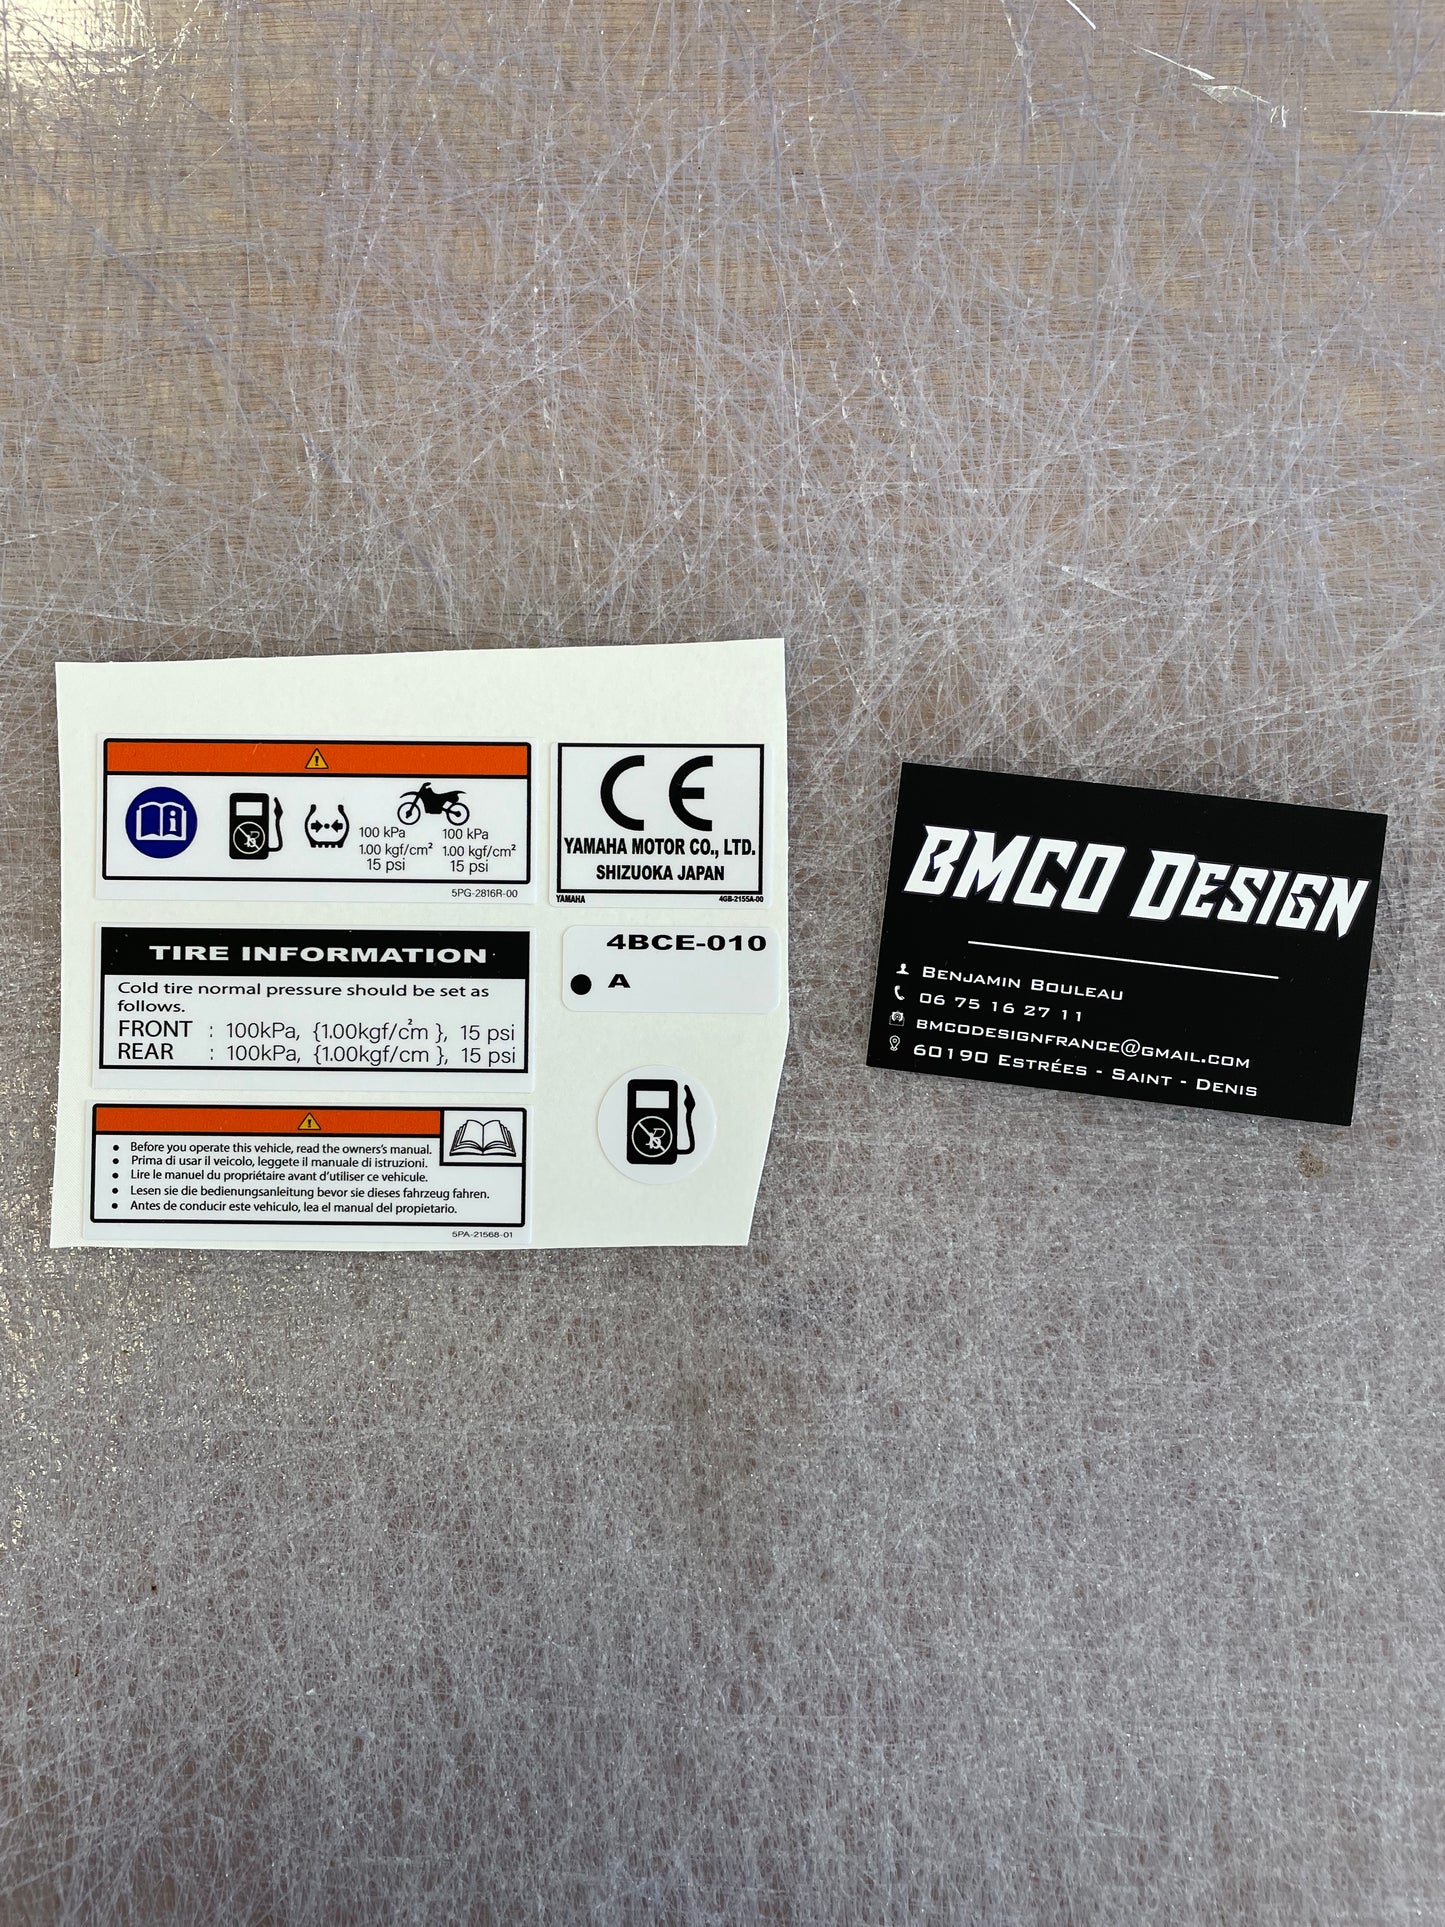 100 kPa
1.00 kgf/cm²
15 psi
100 kPa
1.00 kgf/cm²
15 psi
5PG-2816R-00
CE
YAMAHA MOTOR CO., LTD.
SHIZUOKA JAPAN
YAMAHA 4GB-2155A-00
TIRE INFORMATION
Cold tire normal pressure should be set as
follows.
FRONT : 100kPa, {1.00kgf/cm² }, 15 psi
REAR : 100kPa, {1.00kgf/cm }, 15 psi
4BCE-010
● A
• Before you operate this vehicle, read the owner's manual.
• Prima di usar il veicolo, leggete il manuale di istruzioni.
• Lire le manuel du propriétaire avant d'utiliser ce vehicule.
• Lesen sie die bedienungsanleitung bevor sie dieses fahrzeug fahren.
• Antes de conducir este vehiculo, lea el manual del propietario.
5PA-21568-01
BMCO DESIGN
BENJAMIN BOULEAU
06 75 16 27 11
BMCODESIGNFRANCE@GMAIL.COM
60190 ESTRÉES - SAINT - DENIS